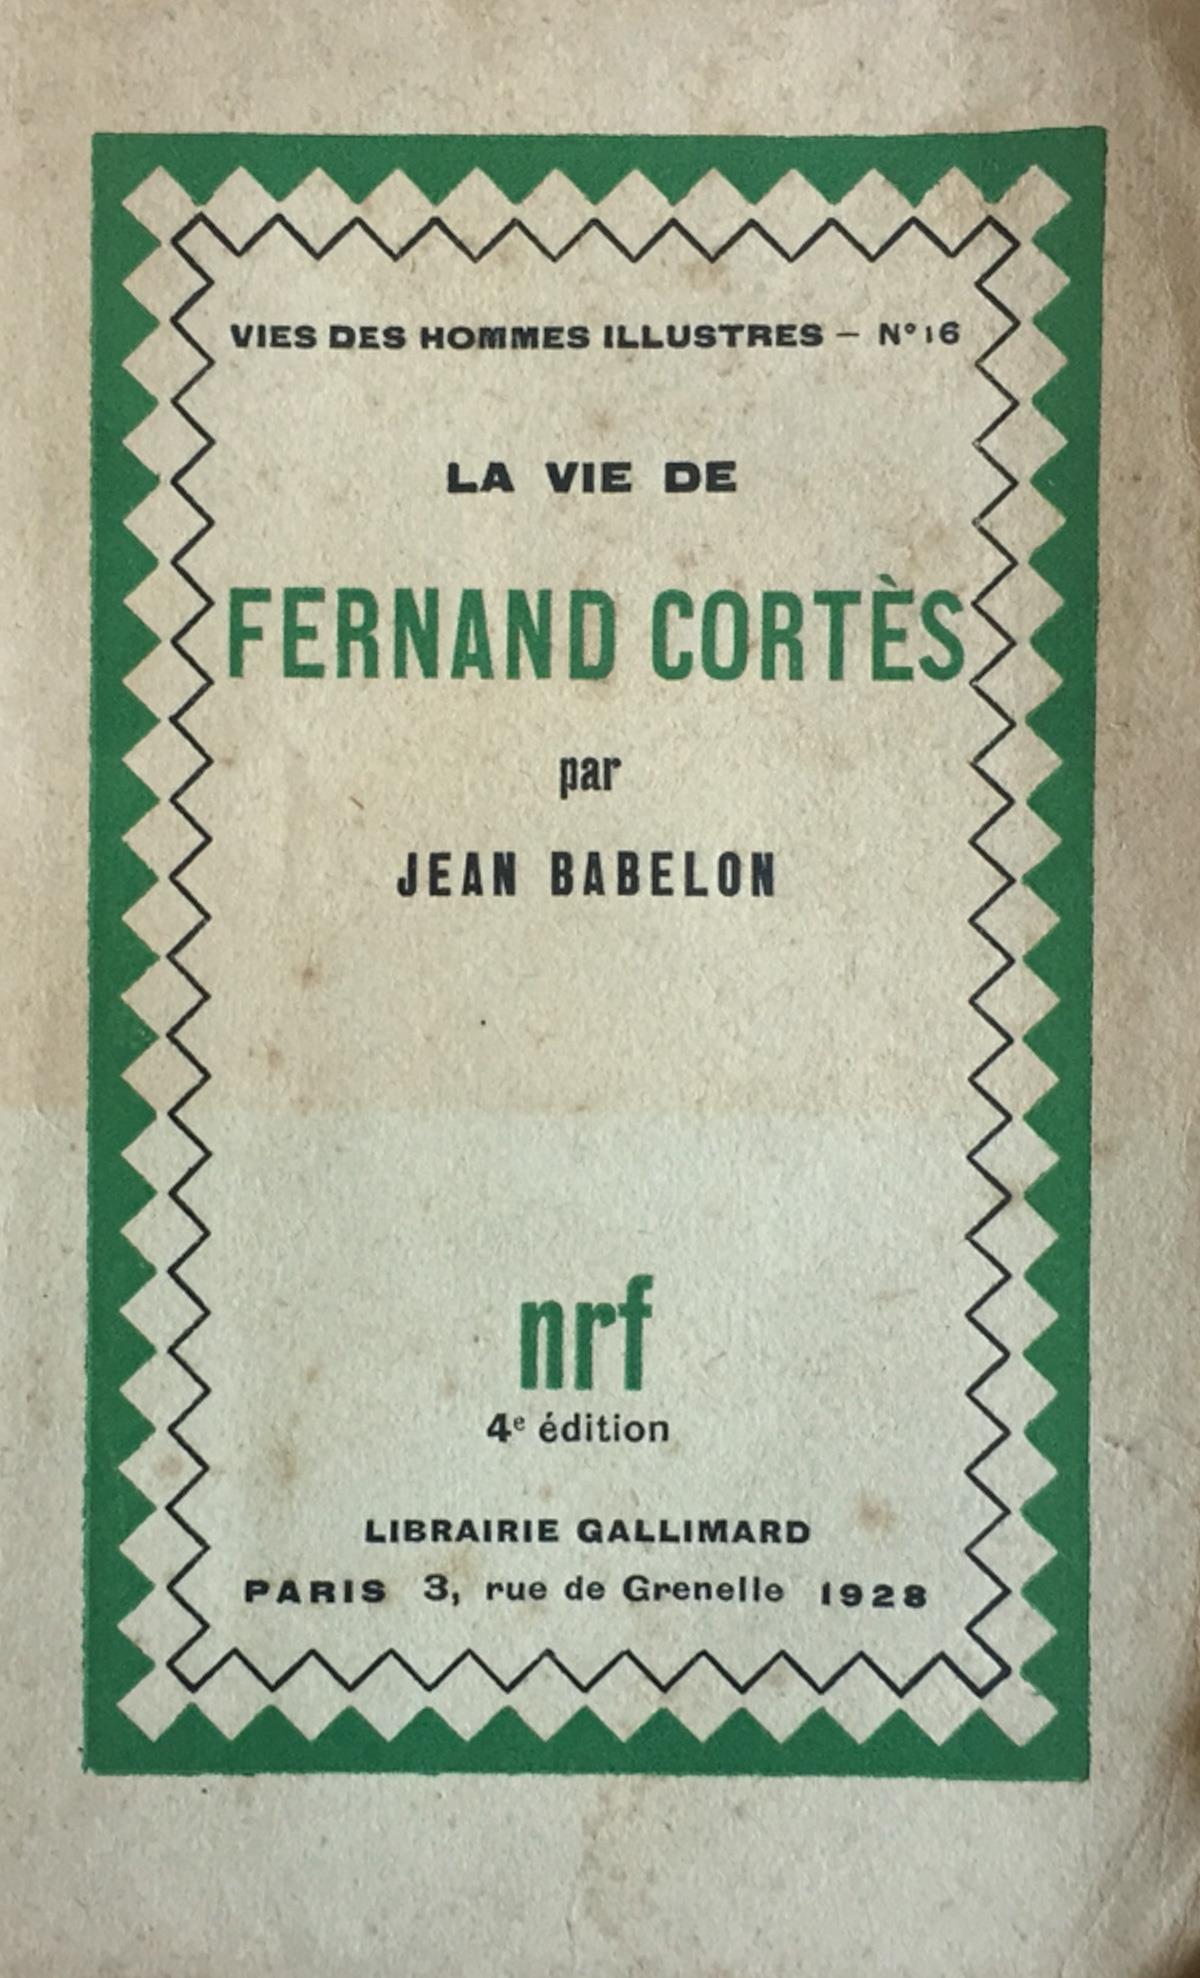 VIES DES HOMMES ILLUSTRES – N° 16
LA VIE DE
FERNAND CORTÈS
par
JEAN BABELON
nrf
4e édition
LIBRAIRIE GALLIMARD
PARIS 3, rue de Grenelle 1928